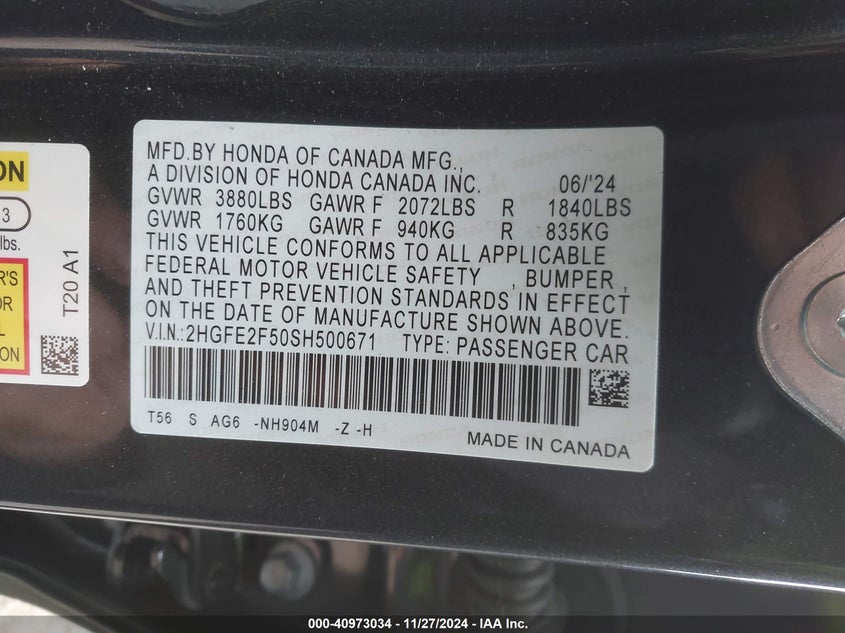 ON
3
lbs.
R'S
OR
L
ION
T20 A1
MFD.BY HONDA OF CANADA MFG.,
A DIVISION OF HONDA CANADA INC. 06/'24
GVWR 3880LBS GAWR F 2072LBS R 1840LBS
GVWR 1760KG GAWR F 940KG R 835KG
THIS VEHICLE CONFORMS TO ALL APPLICABLE
FEDERAL MOTOR VEHICLE SAFETY , BUMPER ,
AND THEFT PREVENTION STANDARDS IN EFFECT
ON THE DATE OF MANUFACTURE SHOWN ABOVE.
V.I.N.:2HGFE2F50SH500671 TYPE: PASSENGER CAR
T56 S AG6 -NH904M -Z -H
MADE IN CANADA
000-40973034 - 11/27/2024 - IAA Inc.